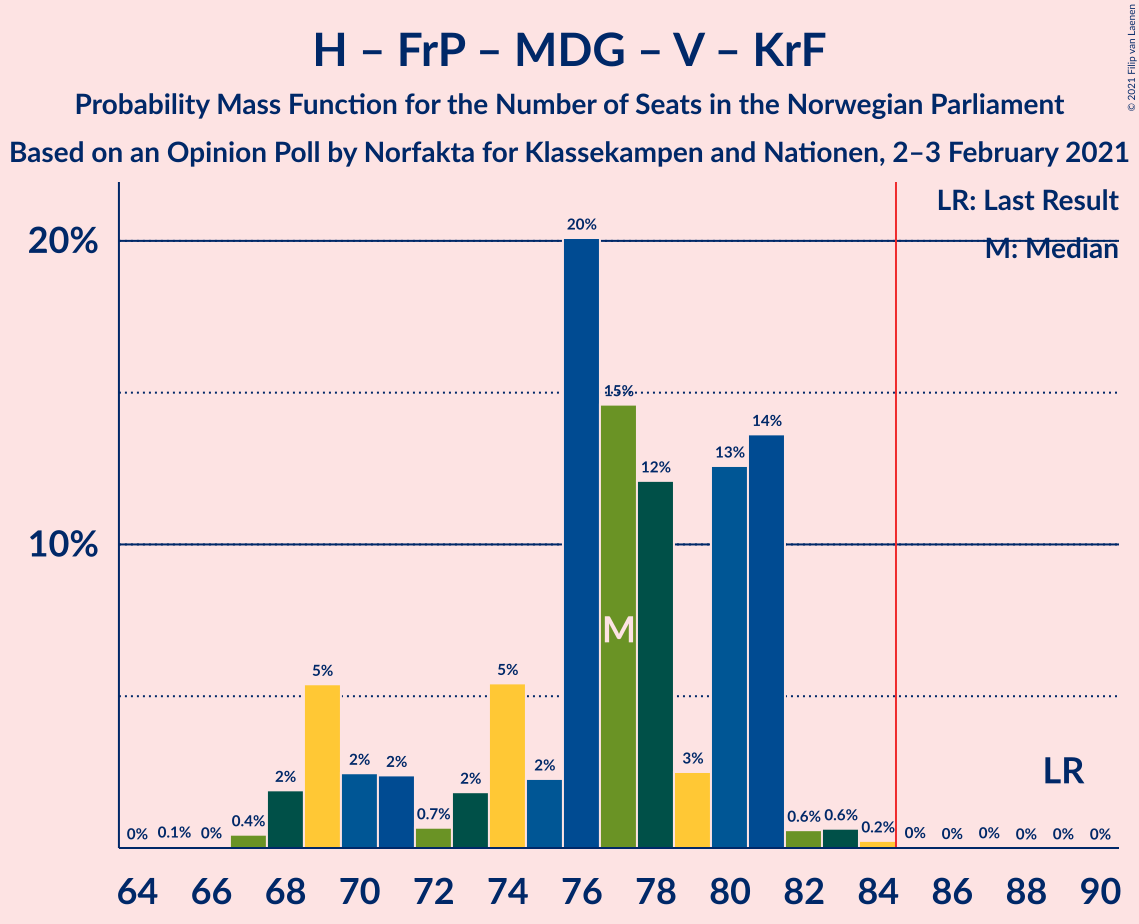 H – FrP – MDG – V – KrF
Probability Mass Function for the Number of Seats in the Norwegian Parliament
Based on an Opinion Poll by Norfakta for Klassekampen and Nationen, 2–3 February 2021
© 2021 Filip van Laenen
LR: Last Result
M: Median
20%
10%
0% 0.1% 0% 0.4% 2% 5% 2% 2% 0.7% 2% 5% 2% 20% 15% 12% 3% 13% 14% 0.6% 0.6% 0.2% 0% 0% 0% 0% 0% 0%
M
LR
64 66 68 70 72 74 76 78 80 82 84 86 88 90